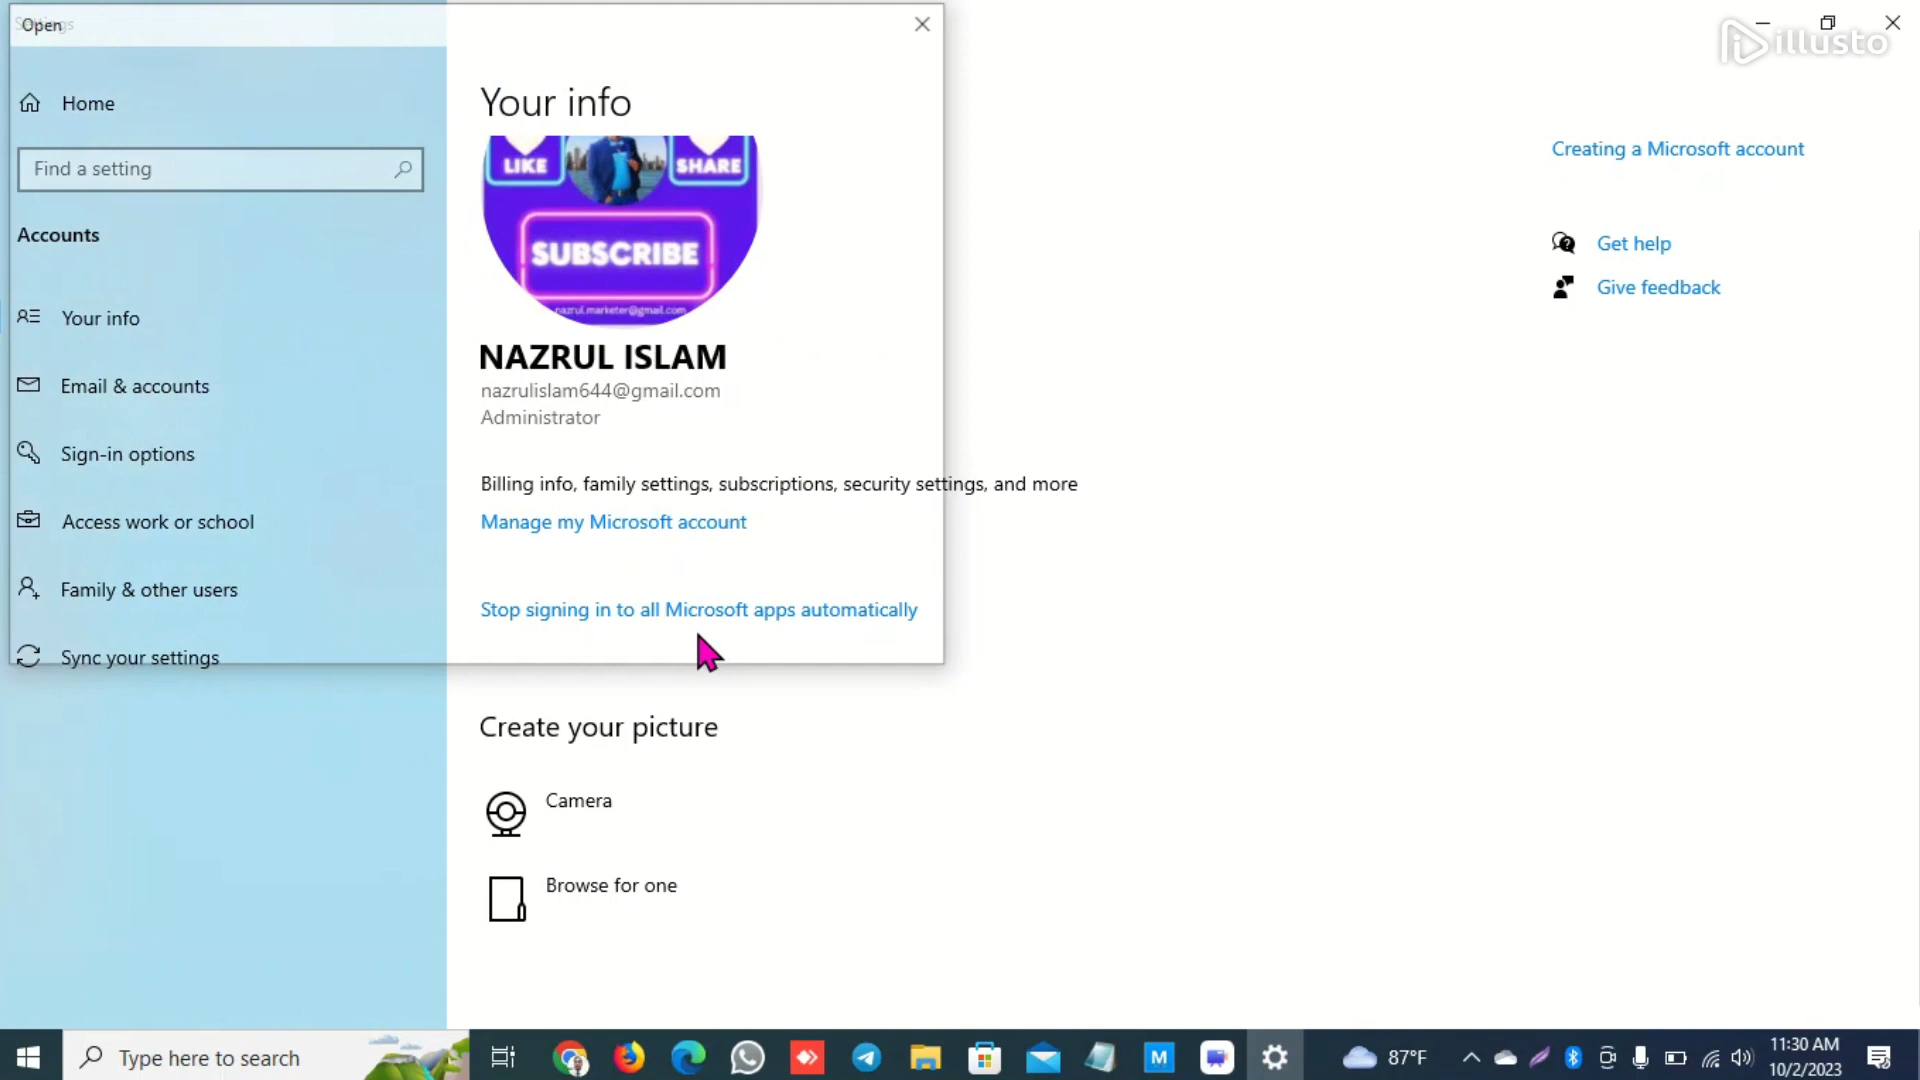 Open
illusto
Home
Find a setting
Accounts
Your info
Email & accounts
Sign-in options
Access work or school
Family & other users
Sync your settings
Your info
LIKE
SHARE
SUBSCRIBE
nazrul.marketer@gmail.com
NAZRUL ISLAM
nazrulislam644@gmail.com
Administrator
Billing info, family settings, subscriptions, security settings, and more
Manage my Microsoft account
Stop signing in to all Microsoft apps automatically
Create your picture
Camera
Browse for one
Creating a Microsoft account
Get help
Give feedback
Type here to search
M
87°F
11:30 AM
10/2/2023